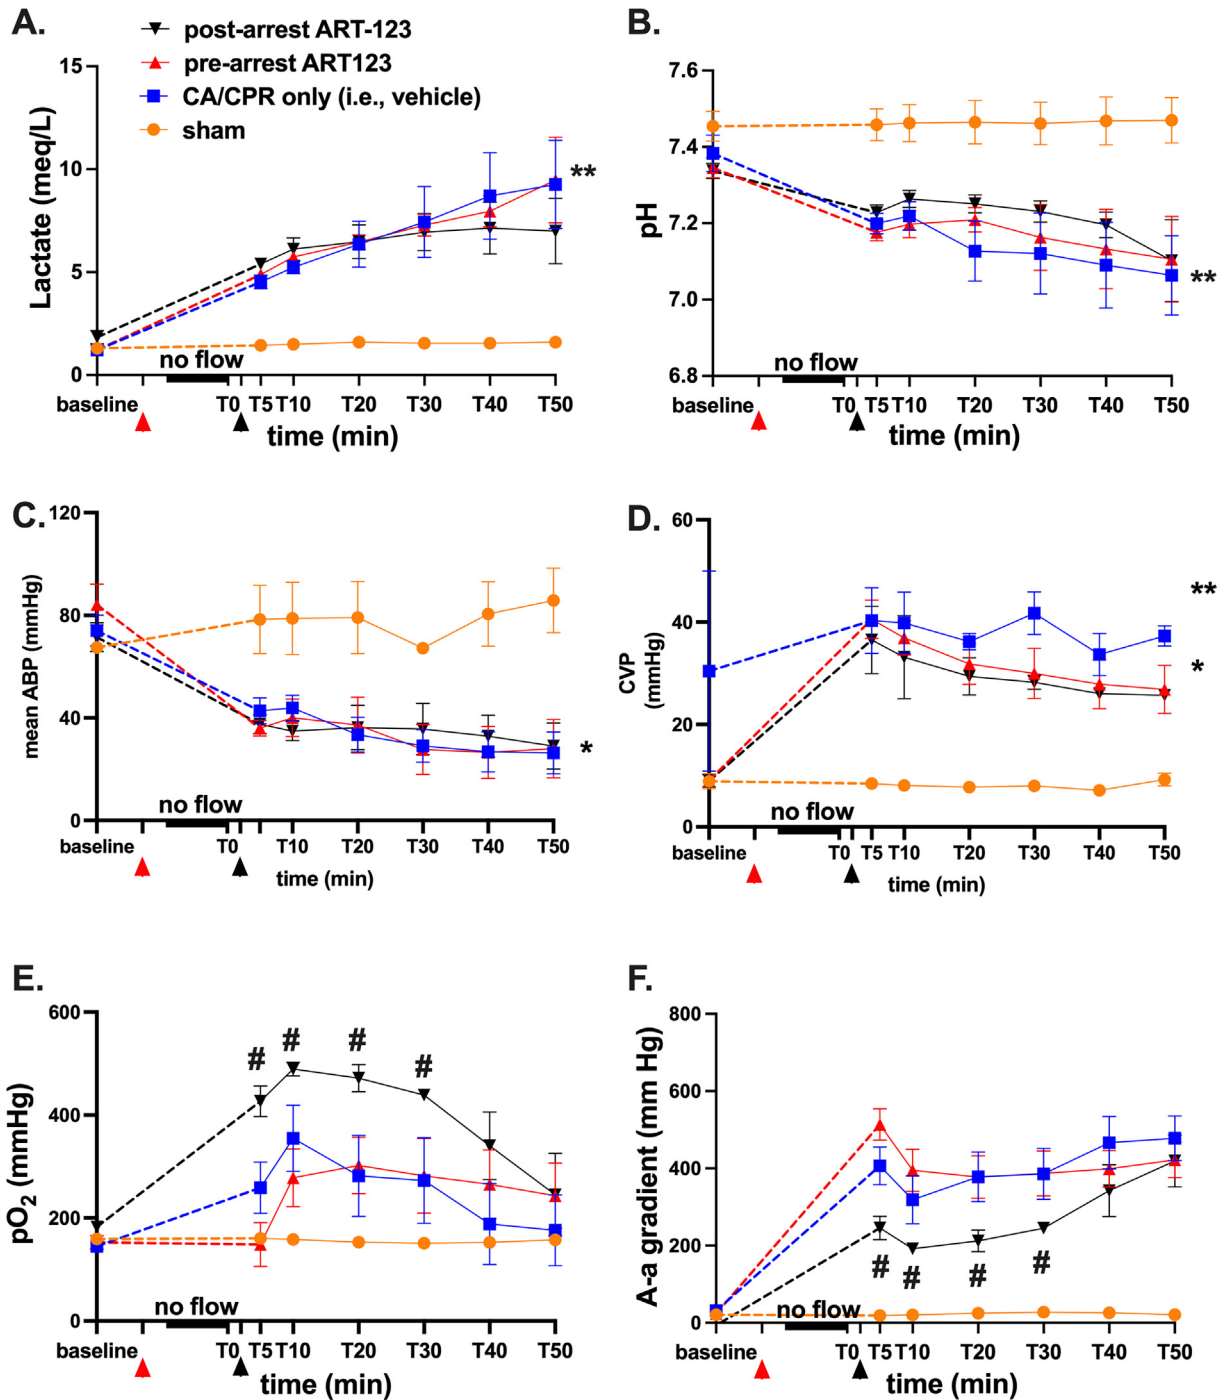 A.
post-arrest ART-123
pre-arrest ART123
CA/CPR only (i.e., vehicle)
sham
Lactate (meq/L)
15
10
5
0
**
no flow
baseline T0 T5 T10 T20 T30 T40 T50
time (min)
B.
pH
7.6
7.4
7.2
7.0
6.8
**
no flow
baseline T0 T5 T10 T20 T30 T40 T50
time (min)
C.
mean ABP (mmHg)
120
80
40
0
*
no flow
baseline T0 T10 T20 T30 T40 T50
time (min)
D.
CVP
(mmHg)
60
40
20
0
**
*
no flow
baseline T0 T5 T10 T20 T30 T40 T50
time (min)
E.
pO2 (mmHg)
600
400
200
0
# # # #
no flow
baseline T0 T5 T10 T20 T30 T40 T50
time (min)
F.
A-a gradient (mm Hg)
800
600
400
200
0
# # # #
no flow
baseline T0 T5 T10 T20 T30 T40 T50
time (min)